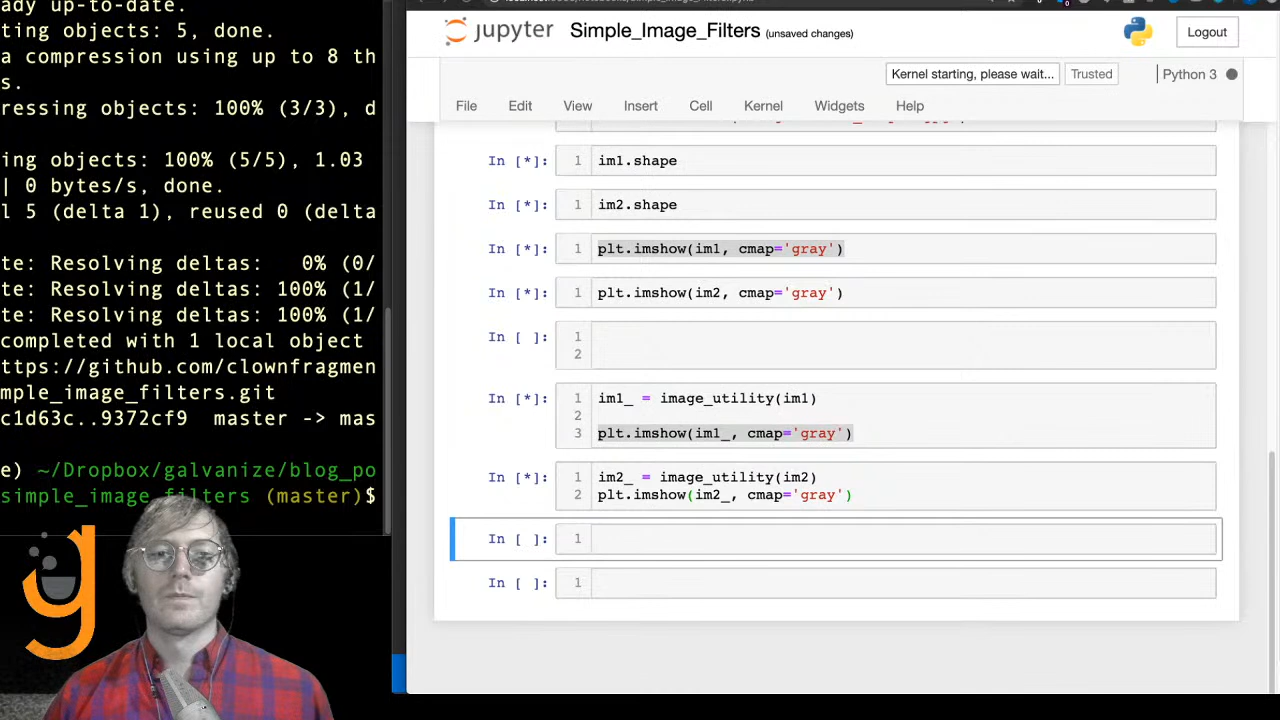 ady up-to-date.
ting objects: 5, done.
a compression using up to 8 th
s.
ressing objects: 100% (3/3), d
ing objects: 100% (5/5), 1.03
| 0 bytes/s, done.
l 5 (delta 1), reused 0 (delta
te: Resolving deltas:   0% (0/
te: Resolving deltas: 100% (1/
te: Resolving deltas: 100% (1/
completed with 1 local object
ttps://github.com/clownfragmen
mple_image_filters.git
c1d63c..9372cf9  master -> mas
e) ~/Dropbox/galvanize/blog_po
simple_image_filters (master)$
g
jupyter Simple_Image_Filters (unsaved changes) Logout
Kernel starting, please wait... Trusted Python 3
File Edit View Insert Cell Kernel Widgets Help
In [*]: 1 im1.shape
In [*]: 1 im2.shape
In [*]: 1 plt.imshow(im1, cmap='gray')
In [*]: 1 plt.imshow(im2, cmap='gray')
In [ ]: 1
2
In [*]: 1 im1_ = image_utility(im1)
2
3 plt.imshow(im1_, cmap='gray')
In [*]: 1 im2_ = image_utility(im2)
2 plt.imshow(im2_, cmap='gray')
In [ ]: 1
In [ ]: 1